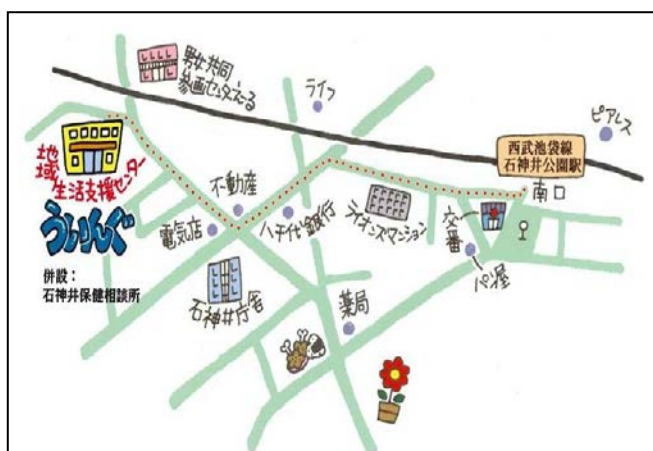 男女共同
参画センターえーる
ライフ
ピアレス
西武池袋線
石神井公園駅
南口
地域
生活支援センター
うぃりんぐ
不動産
電気店
八千代銀行
ライオンズマンション
交番
パン屋
併設：
石神井保健相談所
石神井庁舎
薬局